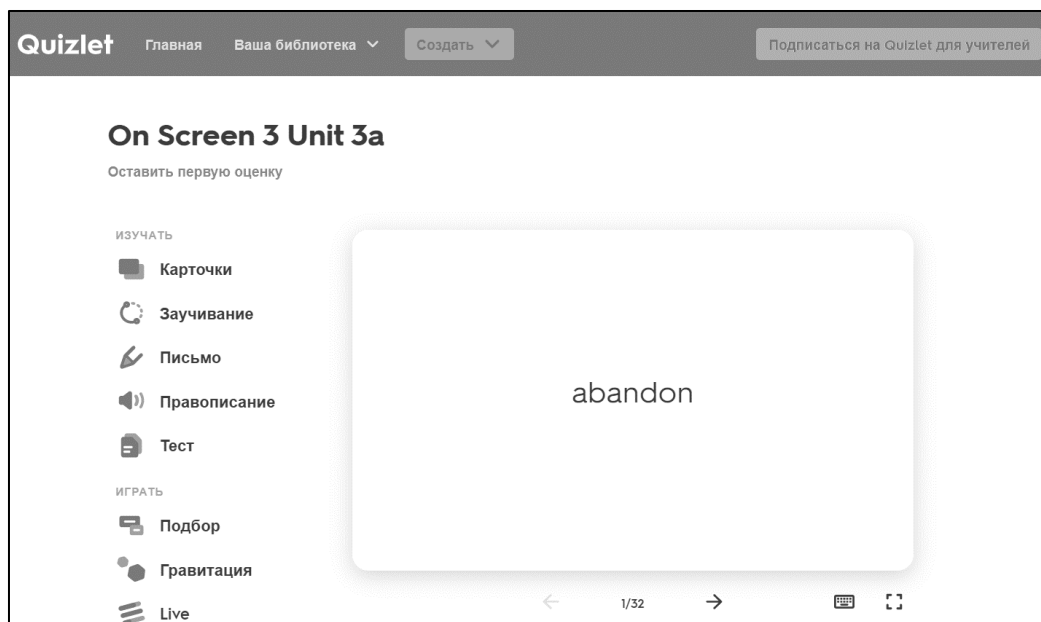 Quizlet Главная Ваша библиотека Создать Подписаться на Quizlet для учителей
On Screen 3 Unit 3a
Оставить первую оценку
ИЗУЧАТЬ
Карточки
Заучивание
Письмо
Правописание
Тест
ИГРАТЬ
Подбор
Гравитация
Live
abandon
1/32